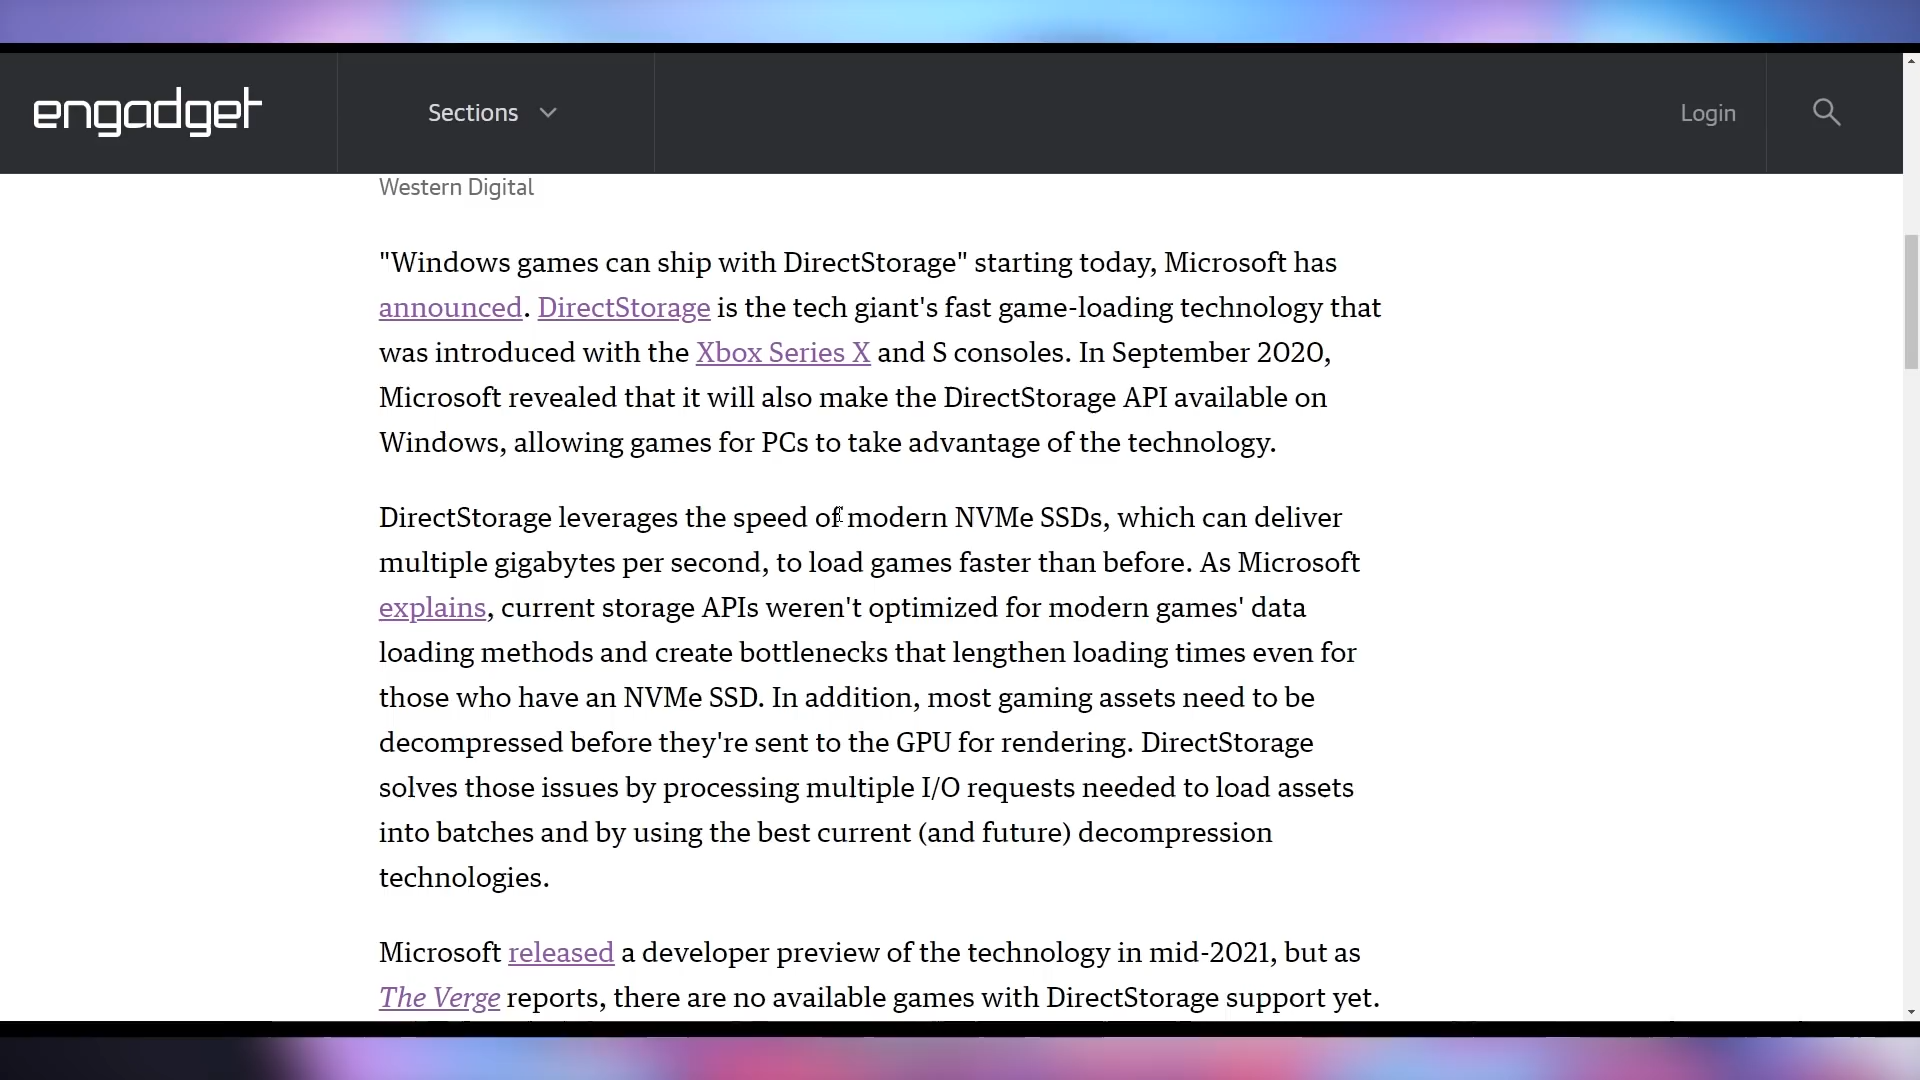 engadget
Sections
Login
Western Digital
"Windows games can ship with DirectStorage" starting today, Microsoft has
announced. DirectStorage is the tech giant's fast game-loading technology that
was introduced with the Xbox Series X and S consoles. In September 2020,
Microsoft revealed that it will also make the DirectStorage API available on
Windows, allowing games for PCs to take advantage of the technology.
DirectStorage leverages the speed of modern NVMe SSDs, which can deliver
multiple gigabytes per second, to load games faster than before. As Microsoft
explains, current storage APIs weren't optimized for modern games' data
loading methods and create bottlenecks that lengthen loading times even for
those who have an NVMe SSD. In addition, most gaming assets need to be
decompressed before they're sent to the GPU for rendering. DirectStorage
solves those issues by processing multiple I/O requests needed to load assets
into batches and by using the best current (and future) decompression
technologies.
Microsoft released a developer preview of the technology in mid-2021, but as
The Verge reports, there are no available games with DirectStorage support yet.